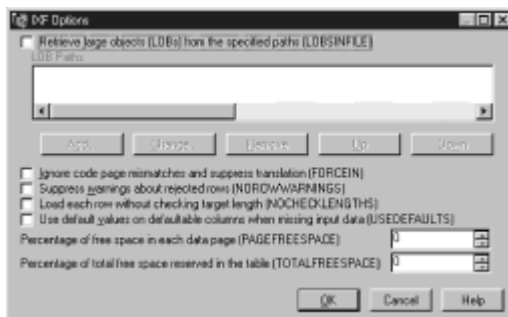 IXF Options
Retrieve large objects (LOBs) from the specified paths (LOBSINFILE)
LOB Paths
Add... Change... Remove Up Down
Ignore code page mismatches and suppress translation (FORCEIN)
Suppress warnings about rejected rows (NOROWWARNINGS)
Load each row without checking target length (NOCHECKLENGTHS)
Use default values on defaultable columns when missing input data (USEDEFAULTS)
Percentage of free space in each data page (PAGEFREESPACE) 0
Percentage of total free space reserved in the table (TOTALFREESPACE) 0
OK Cancel Help